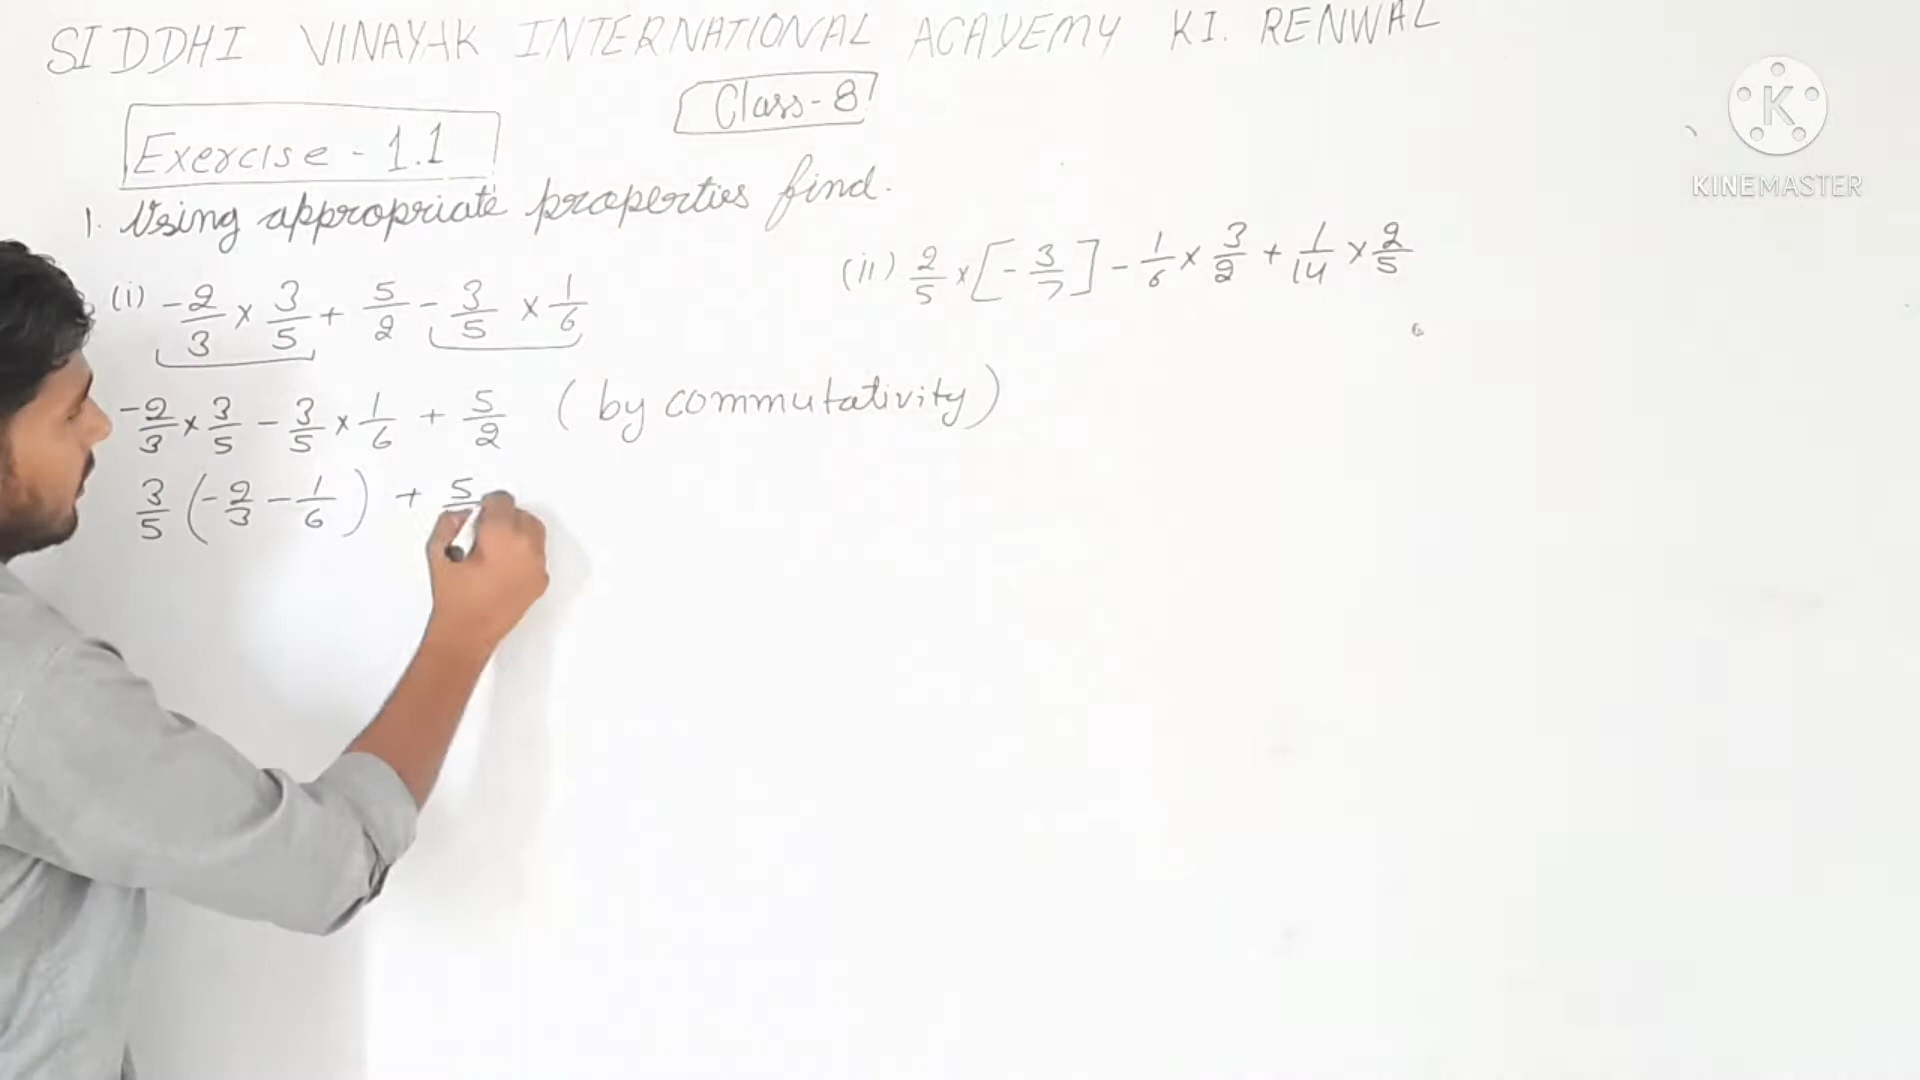 SIDDHI VINAYAK INTERNATIONAL ACADEMY KI. RENWAL
Class-8
Exercise - 1.1
1. Using appropriate properties find.
(i) -2/3 × 3/5 + 5/2 - 3/5 × 1/6
(ii) 2/5 × [-3/7] - 1/6 × 3/2 + 1/14 × 2/5
-2/3 × 3/5 - 3/5 × 1/6 + 5/2 (by commutativity)
3/5 (-2/3 - 1/6) + 5
K
KINEMASTER